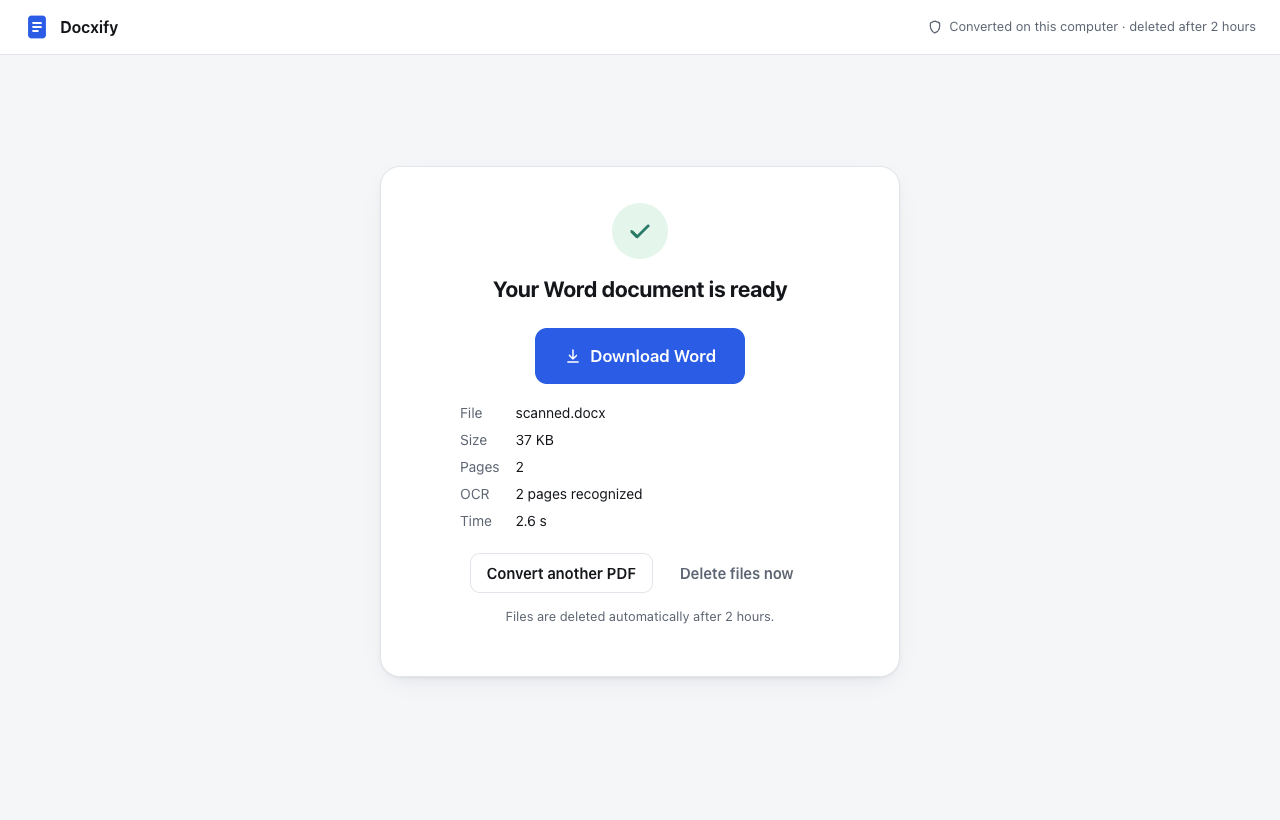 Docxify
Converted on this computer · deleted after 2 hours
Your Word document is ready
Download Word
File scanned.docx
Size 37 KB
Pages 2
OCR 2 pages recognized
Time 2.6 s
Convert another PDF Delete files now
Files are deleted automatically after 2 hours.